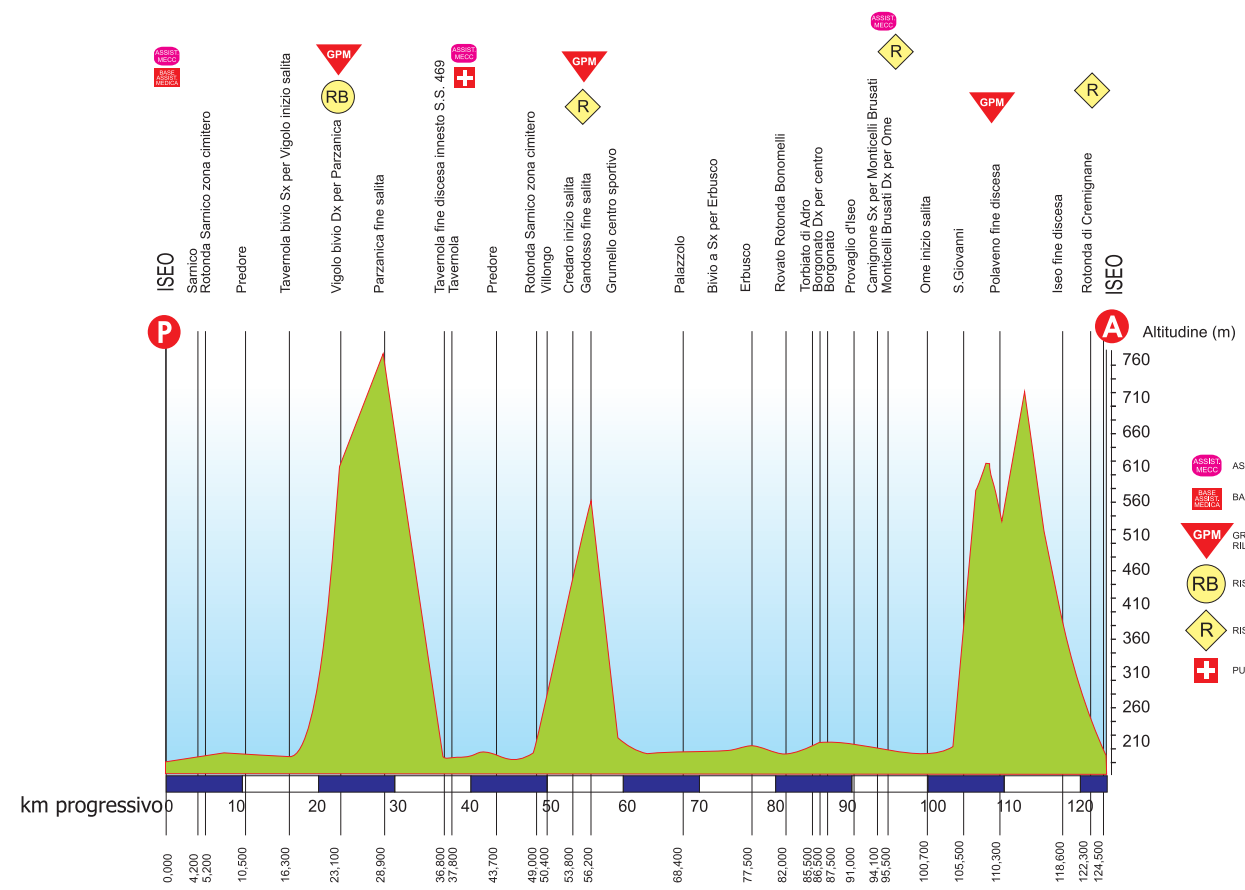 ASSIST.
MECC
BASE
ASSIST.
MEDICA
GPM
RB
ASSIST.
MECC
GPM
R
ASSIST.
MECC
R
GPM
R
ISEO
Sarnico
Rotonda Sarnico zona cimitero
Predore
Tavernola bivio Sx per Vigolo inizio salita
Vigolo bivio Dx per Parzanica
Parzanica fine salita
Tavernola fine discesa innesto S.S. 469
Tavernola
Predore
Rotonda Sarnico zona cimitero
Villongo
Credaro inizio salita
Gandosso fine salita
Grumello centro sportivo
Palazzolo
Bivio a Sx per Erbusco
Erbusco
Rovato Rotonda Bonomelli
Torbiato di Adro
Borgonato Dx per centro
Borgonato
Provaglio d'Iseo
Camignone Sx per Monticelli Brusati
Monticelli Brusati Dx per Ome
Ome inizio salita
S.Giovanni
Polaveno fine discesa
Iseo fine discesa
Rotonda di Cremignane
ISEO
P
A
Altitudine (m)
760
710
660
610
560
510
460
410
360
310
260
210
ASSIST.
MECC
AS
BASE
ASSIST.
MEDICA
BA
GPM
GR
RIL
RB
RIS
R
RIS
PU
km progressivo
0
10
20
30
40
50
60
70
80
90
100
110
120
0,000
4,200
5,200
10,500
16,300
23,100
28,900
36,800
37,800
43,700
49,000
50,400
53,800
56,200
68,400
77,500
82,000
85,500
86,500
87,500
91,000
94,100
95,500
100,700
105,500
110,300
118,600
122,300
124,500